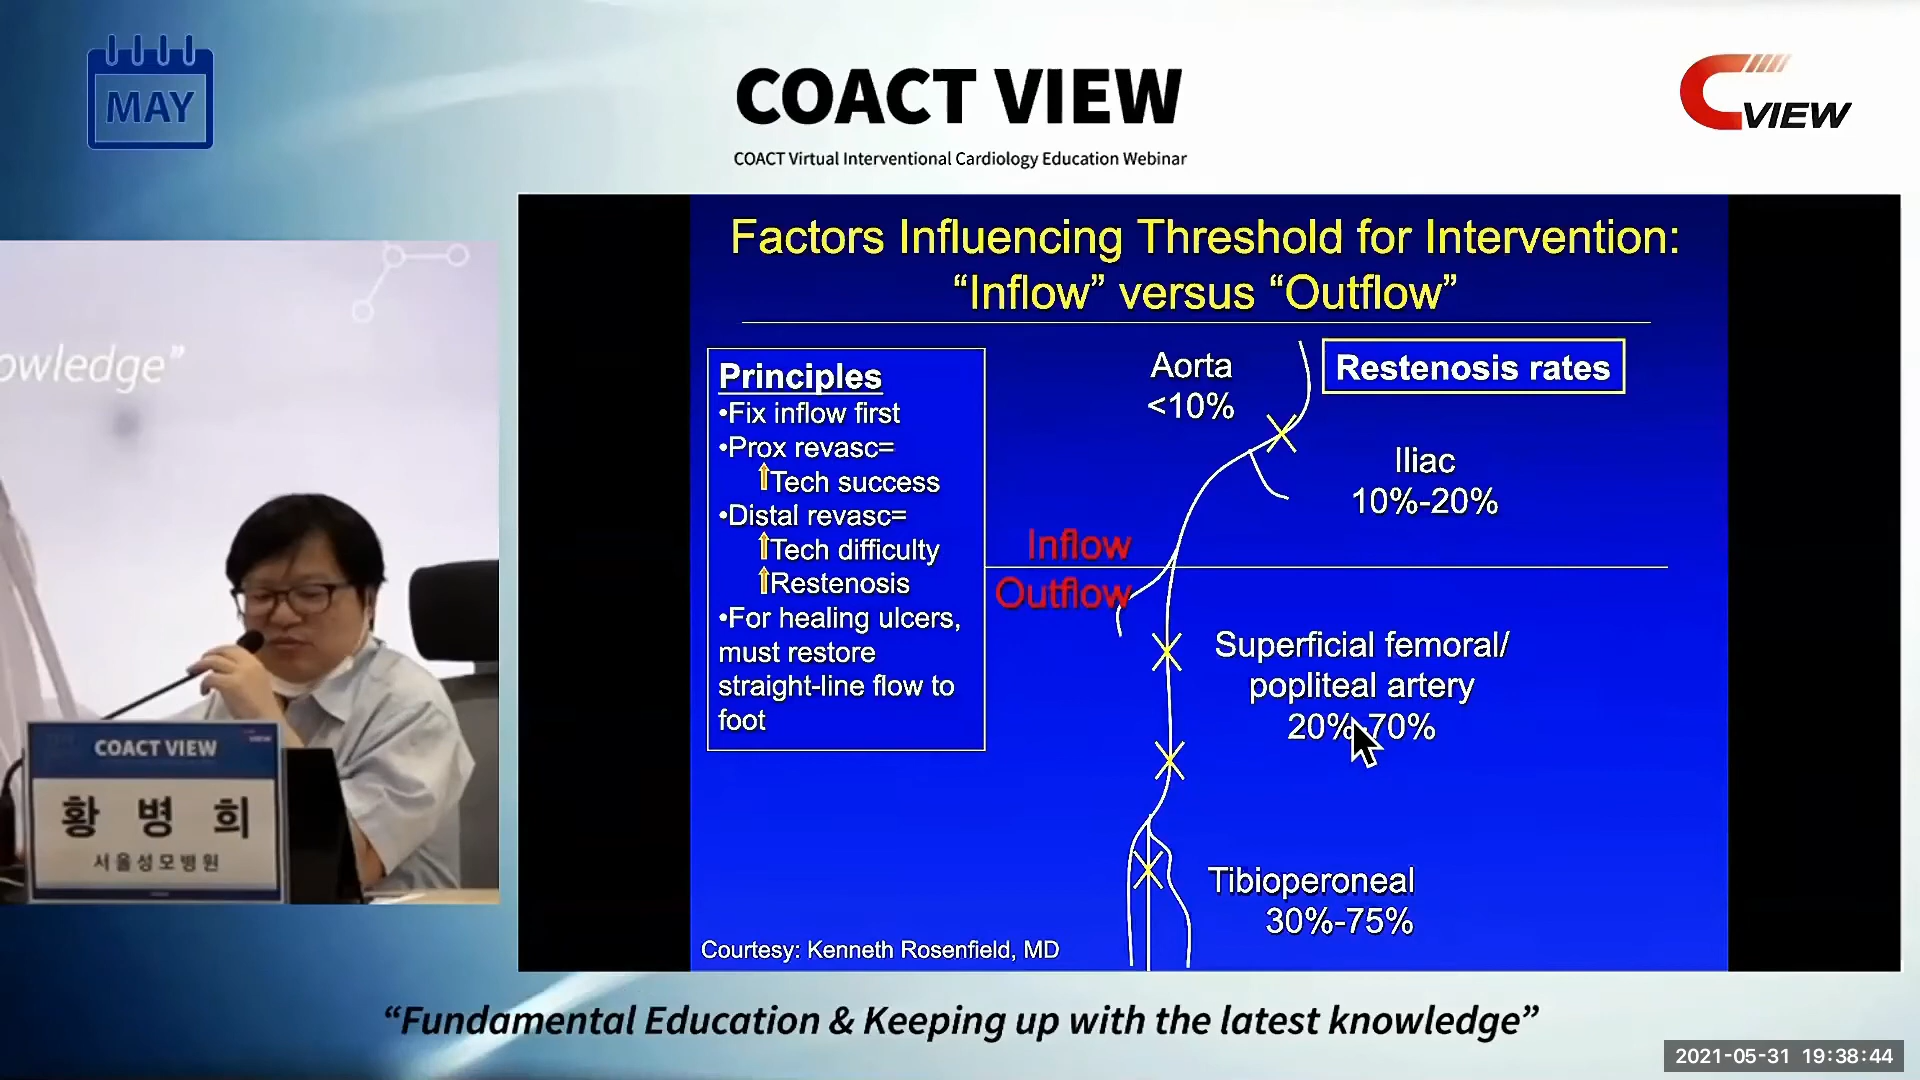 MAY
COACT VIEW
COACT Virtual Interventional Cardiology Education Webinar
CVIEW
owledge”
COACT VIEW
황 병 희
서울성모병원
Factors Influencing Threshold for Intervention:
“Inflow” versus “Outflow”
Principles
•Fix inflow first
•Prox revasc=
↑Tech success
•Distal revasc=
↑Tech difficulty
↑Restenosis
•For healing ulcers,
must restore
straight-line flow to
foot
Aorta
<10%
Restenosis rates
Iliac
10%-20%
Inflow
Outflow
Superficial femoral/
popliteal artery
20%-70%
Tibioperoneal
30%-75%
Courtesy: Kenneth Rosenfield, MD
“Fundamental Education & Keeping up with the latest knowledge”
2021-05-31 19:38:44